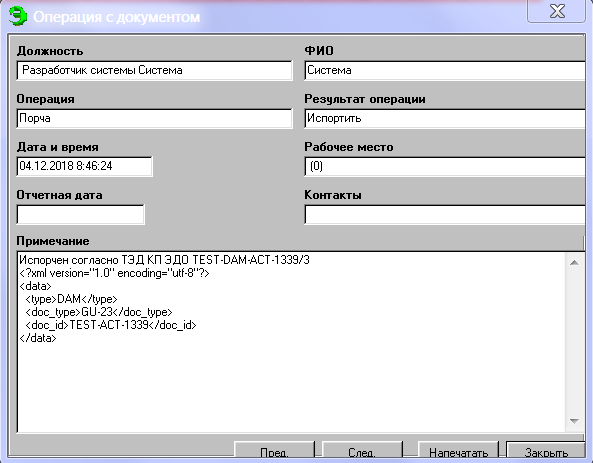 Операция с документом
Должность
ФИО
Разработчик системы Система
Система
Операция
Результат операции
Порча
Испортить
Дата и время
Рабочее место
04.12.2018 8:46:24
(0)
Отчетная дата
Контакты
Примечание
Испорчен согласно ТЭД КП ЭДО TEST-DAM-ACT-1339/3
<?xml version="1.0" encoding="utf-8"?>
<data>
<type>DAM</type>
<doc_type>GU-23</doc_type>
<doc_id>TEST-ACT-1339</doc_id>
</data>
Пред.
След.
Напечатать
Закрыть